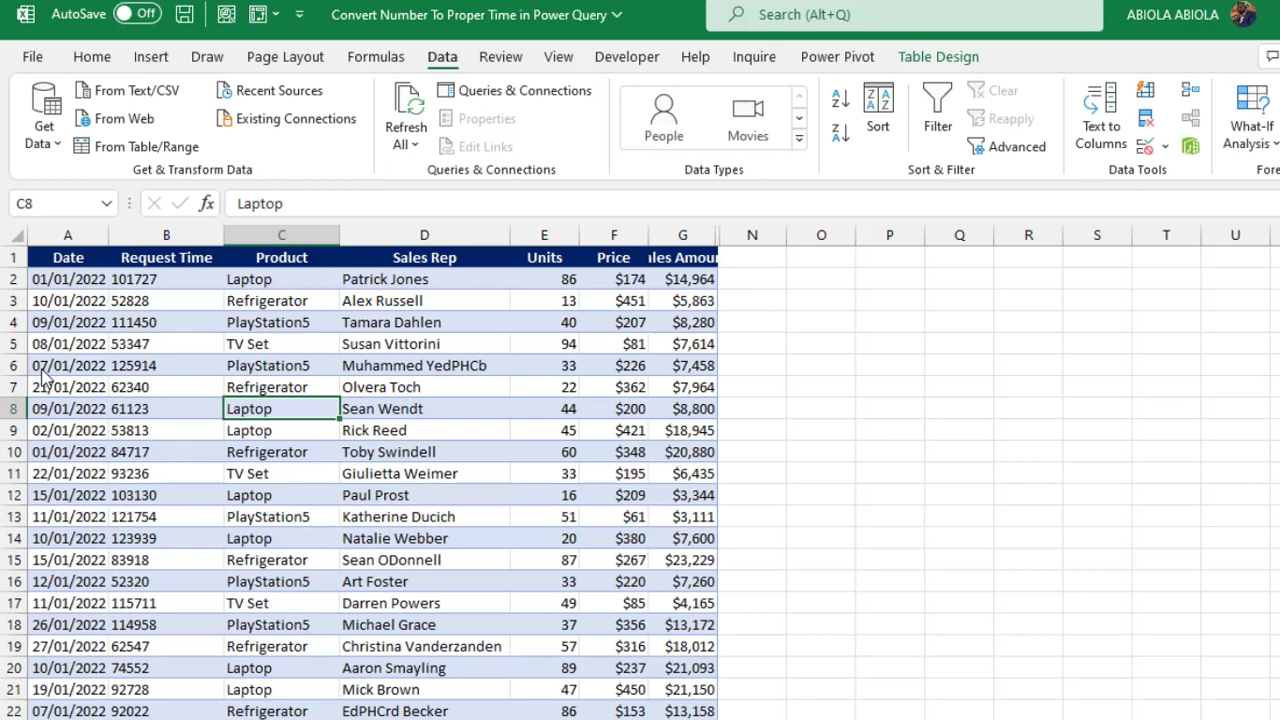 AutoSave Off Convert Number To Proper Time in Power Query Search (Alt+Q) ABIOLA ABIOLA
File Home Insert Draw Page Layout Formulas Data Review View Developer Help Inquire Power Pivot Table Design
Get Data
From Text/CSV
From Web
From Table/Range
Recent Sources
Existing Connections
Get & Transform Data
Refresh All
Queries & Connections
Properties
Edit Links
Queries & Connections
People Movies
Data Types
Sort
Filter
Clear
Reapply
Advanced
Sort & Filter
Text to Columns
Data Tools
What-If Analysis
C8 fx Laptop
A B C D E F G N O P Q R S T U
1 Date Request Time Product Sales Rep Units Price
2 01/01/2022 101727 Laptop Patrick Jones 86 $174 $14,964
3 10/01/2022 52828 Refrigerator Alex Russell 13 $451 $5,863
4 09/01/2022 111450 PlayStation5 Tamara Dahlen 40 $207 $8,280
5 08/01/2022 53347 TV Set Susan Vittorini 94 $81 $7,614
6 07/01/2022 125914 PlayStation5 Muhammed YedPHCb 33 $226 $7,458
7 21/01/2022 62340 Refrigerator Olvera Toch 22 $362 $7,964
8 09/01/2022 61123 Laptop Sean Wendt 44 $200 $8,800
9 02/01/2022 53813 Laptop Rick Reed 45 $421 $18,945
10 01/01/2022 84717 Refrigerator Toby Swindell 60 $348 $20,880
11 22/01/2022 93236 TV Set Giulietta Weimer 33 $195 $6,435
12 15/01/2022 103130 Laptop Paul Prost 16 $209 $3,344
13 11/01/2022 121754 PlayStation5 Katherine Ducich 51 $61 $3,111
14 10/01/2022 123939 Laptop Natalie Webber 20 $380 $7,600
15 15/01/2022 83918 Refrigerator Sean ODonnell 87 $267 $23,229
16 12/01/2022 52320 PlayStation5 Art Foster 33 $220 $7,260
17 11/01/2022 115711 TV Set Darren Powers 49 $85 $4,165
18 26/01/2022 114958 PlayStation5 Michael Grace 37 $356 $13,172
19 27/01/2022 62547 Refrigerator Christina Vanderzanden 57 $316 $18,012
20 10/01/2022 74552 Laptop Aaron Smayling 89 $237 $21,093
21 19/01/2022 92728 Laptop Mick Brown 47 $450 $21,150
22 07/01/2022 92022 Refrigerator EdPHCrd Becker 86 $153 $13,158